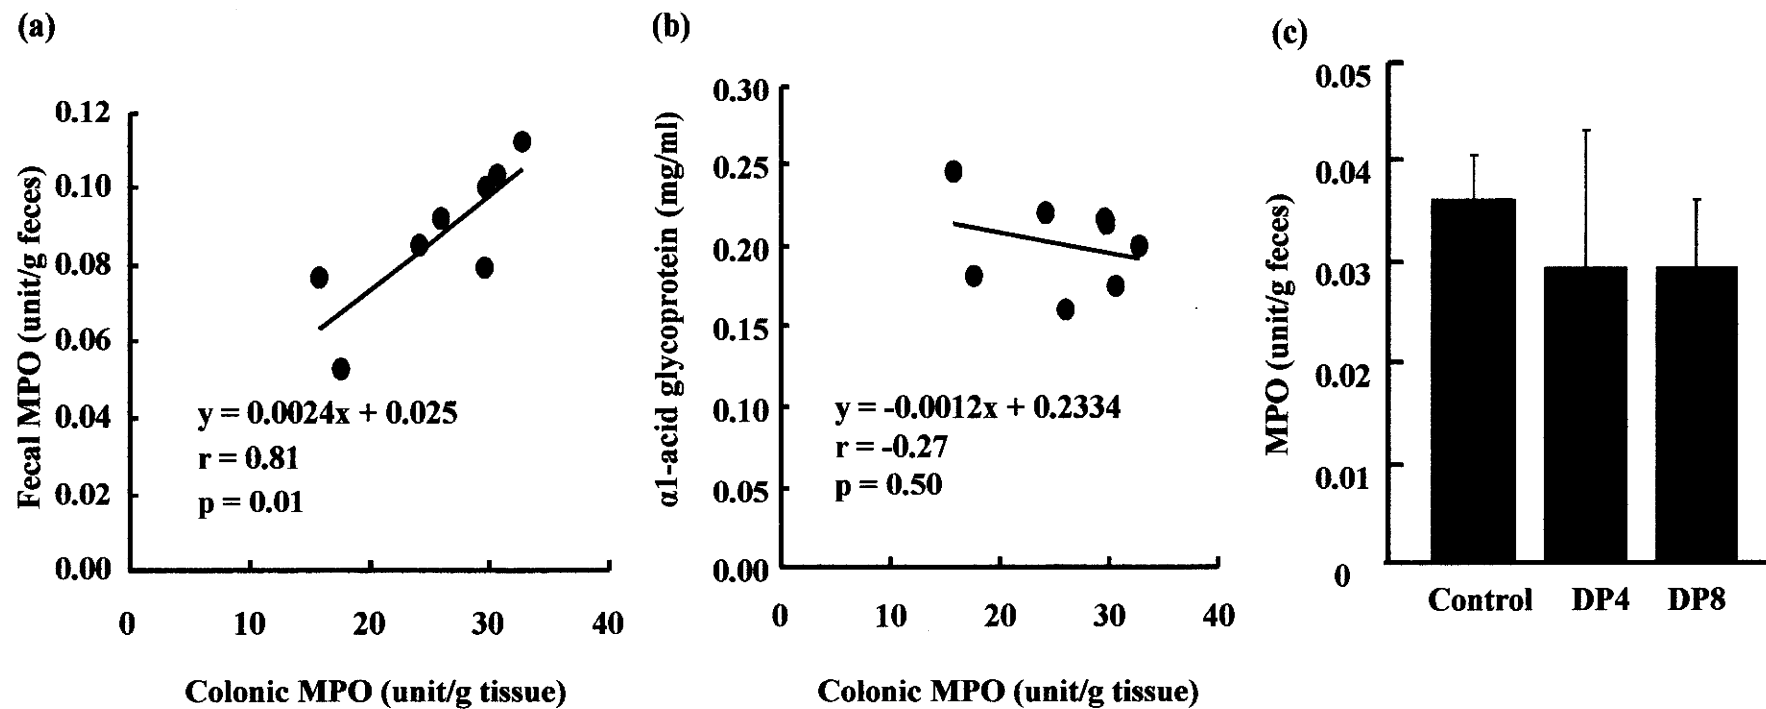 (a)
Fecal MPO (unit/g feces)
0.12
0.10
0.08
0.06
0.04
0.02
0.00
y = 0.0024x + 0.025
r = 0.81
p = 0.01
0 10 20 30 40
Colonic MPO (unit/g tissue)
(b)
α1-acid glycoprotein (mg/ml)
0.30
0.25
0.20
0.15
0.10
0.05
0.00
y = -0.0012x + 0.2334
r = -0.27
p = 0.50
0 10 20 30 40
Colonic MPO (unit/g tissue)
(c)
MPO (unit/g feces)
0.05
0.04
0.03
0.02
0.01
0
Control DP4 DP8